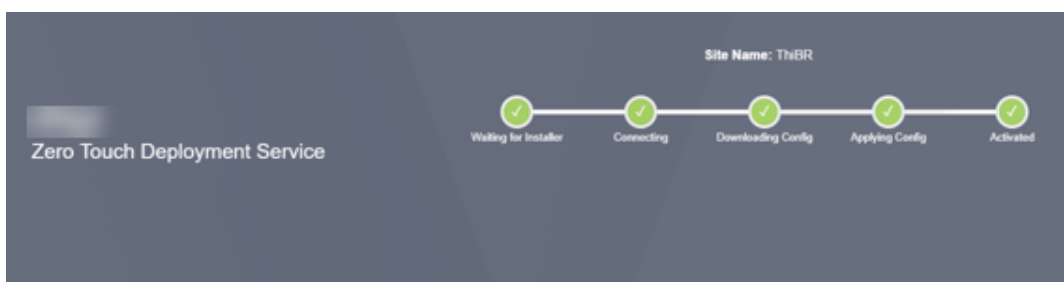 Site Name: ThiBR
Waiting for Installer
Connecting
Downloading Config
Applying Config
Activated
Zero Touch Deployment Service